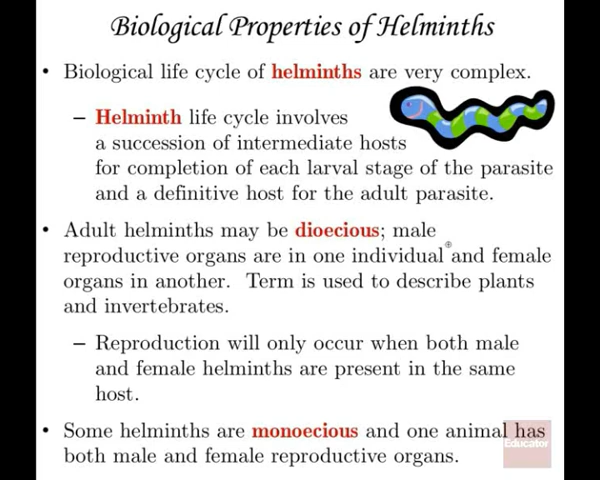 Biological Properties of Helminths
• Biological life cycle of helminths are very complex.
– Helminth life cycle involves
a succession of intermediate hosts
for completion of each larval stage of the parasite
and a definitive host for the adult parasite.
• Adult helminths may be dioecious; male
reproductive organs are in one individual and female
organs in another. Term is used to describe plants
and invertebrates.
– Reproduction will only occur when both male
and female helminths are present in the same
host.
• Some helminths are monoecious and one animal has
both male and female reproductive organs.
Educator